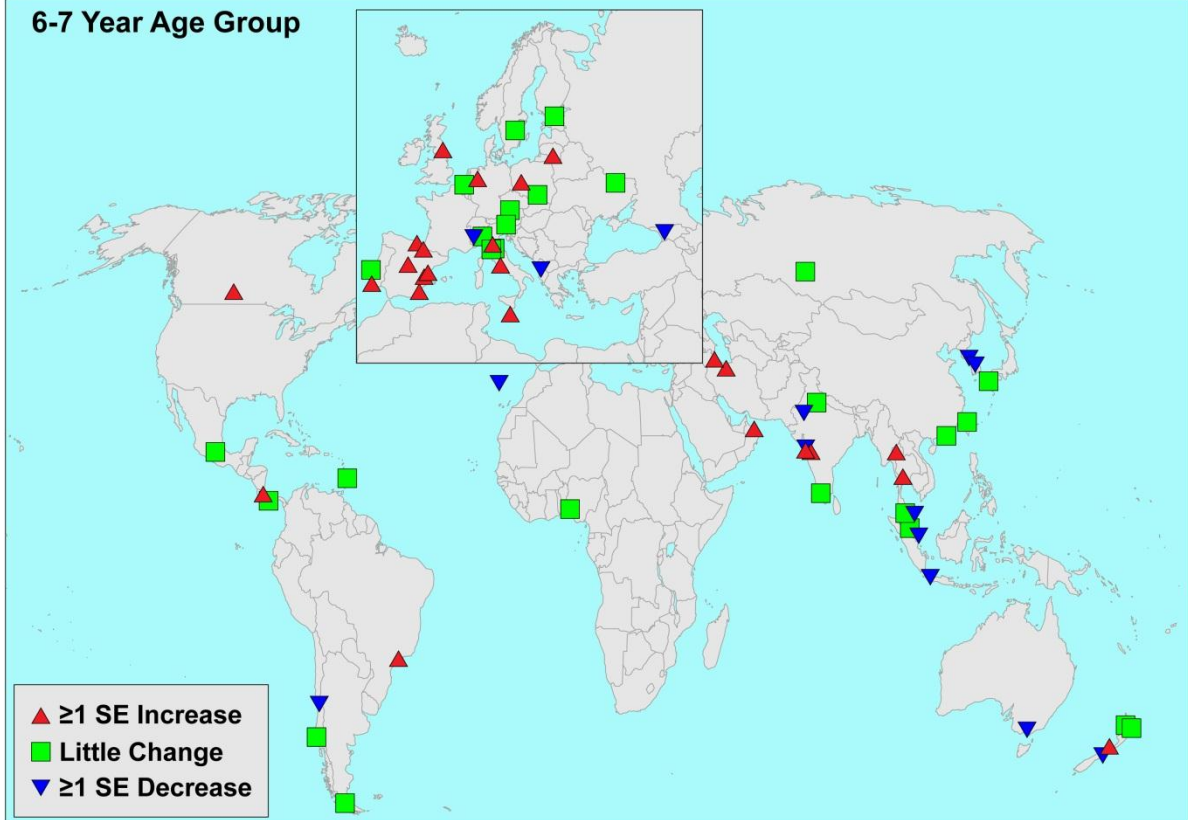 6-7 Year Age Group
≥1 SE Increase
Little Change
≥1 SE Decrease